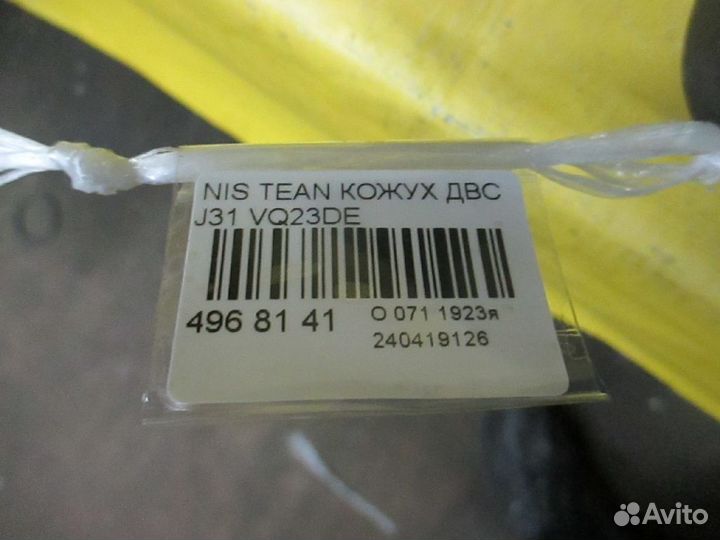 NIS TEAN КОЖУХ ДВС
J31 VQ23DE
496 81 41
О 071 1923я
240419126
Avito